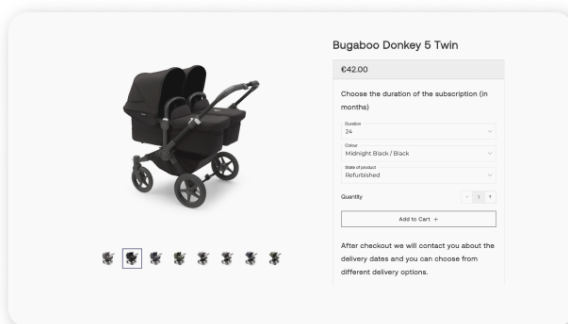 Bugaboo Donkey 5 Twin
€42.00
Choose the duration of the subscription (in
months)
Duration
24
Colour
Midnight Black / Black
State of product
Refurbished
Quantity
- 1 +
Add to Cart +
After checkout we will contact you about the
delivery dates and you can choose from
different delivery options.